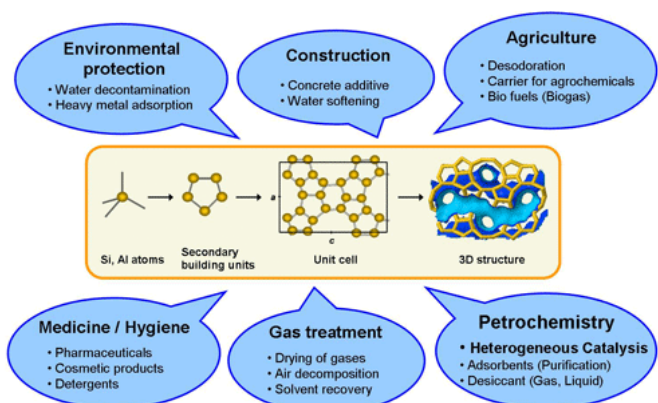 Environmental
protection
• Water decontamination
• Heavy metal adsorption
Construction
• Concrete additive
• Water softening
Agriculture
• Desodoration
• Carrier for agrochemicals
• Bio fuels (Biogas)
a
c
Si, Al atoms
Secondary
building units
Unit cell
3D structure
Medicine / Hygiene
• Pharmaceuticals
• Cosmetic products
• Detergents
Gas treatment
• Drying of gases
• Air decomposition
• Solvent recovery
Petrochemistry
• Heterogeneous Catalysis
• Adsorbents (Purification)
• Desiccant (Gas, Liquid)